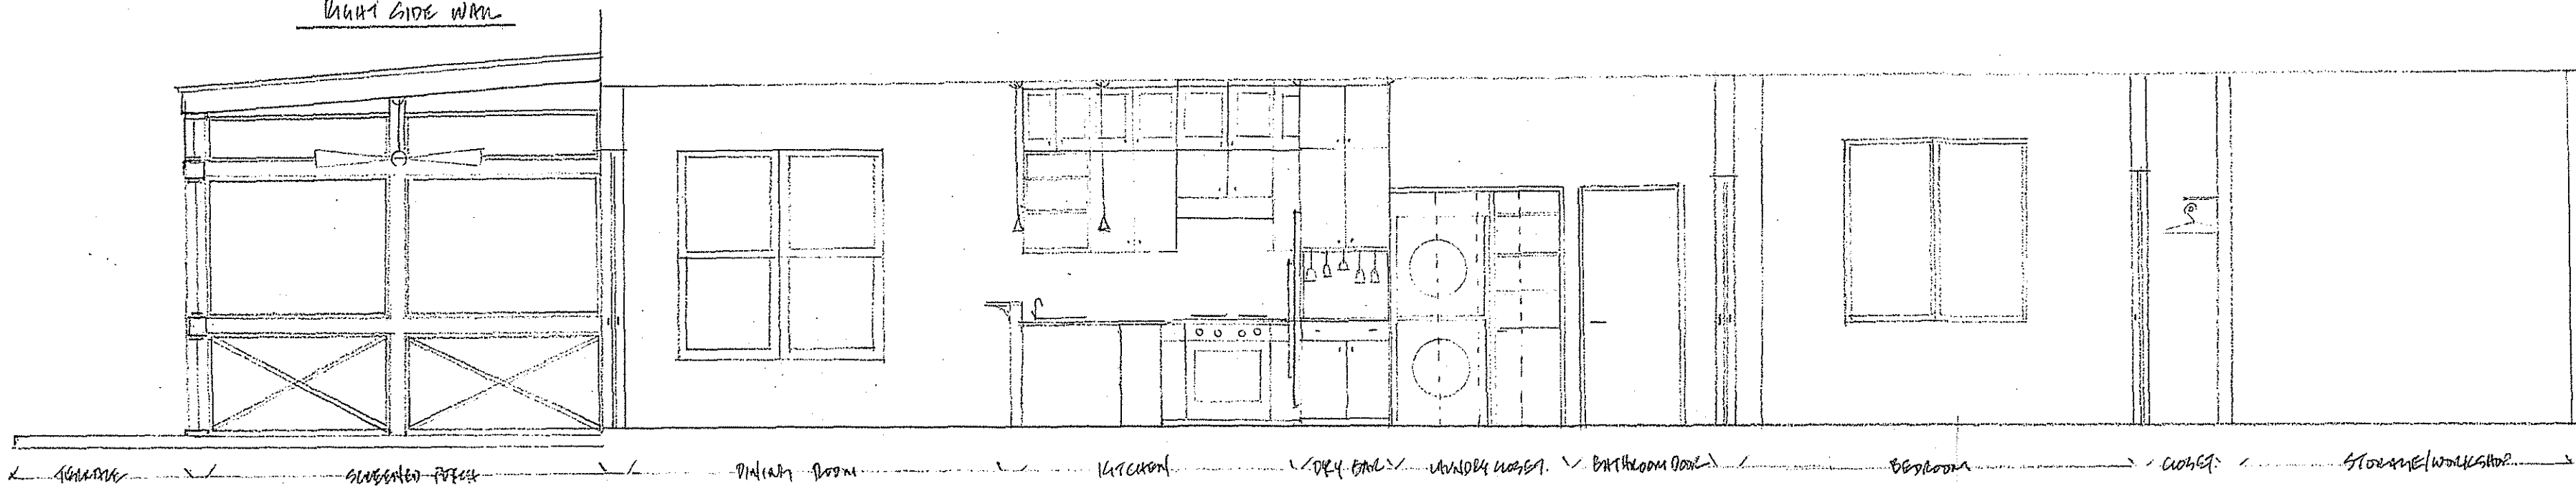 RIGHT SIDE WALL
TERRACE SCREENED PORCH DINING ROOM KITCHEN DRY BAR LAUNDRY CLOSET BATHROOM DOOR BEDROOM CLOSET STORAGE/WORKSHOP